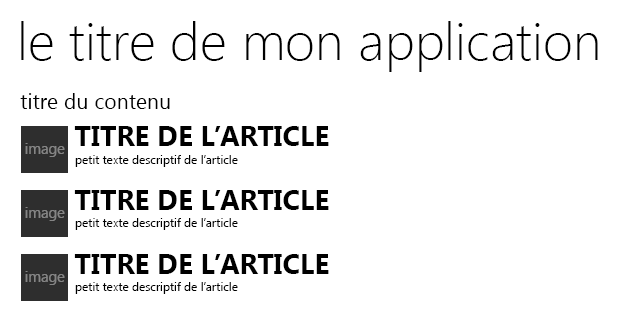 le titre de mon application
titre du contenu
image
TITRE DE L'ARTICLE
petit texte descriptif de l'article
image
TITRE DE L'ARTICLE
petit texte descriptif de l'article
image
TITRE DE L'ARTICLE
petit texte descriptif de l'article